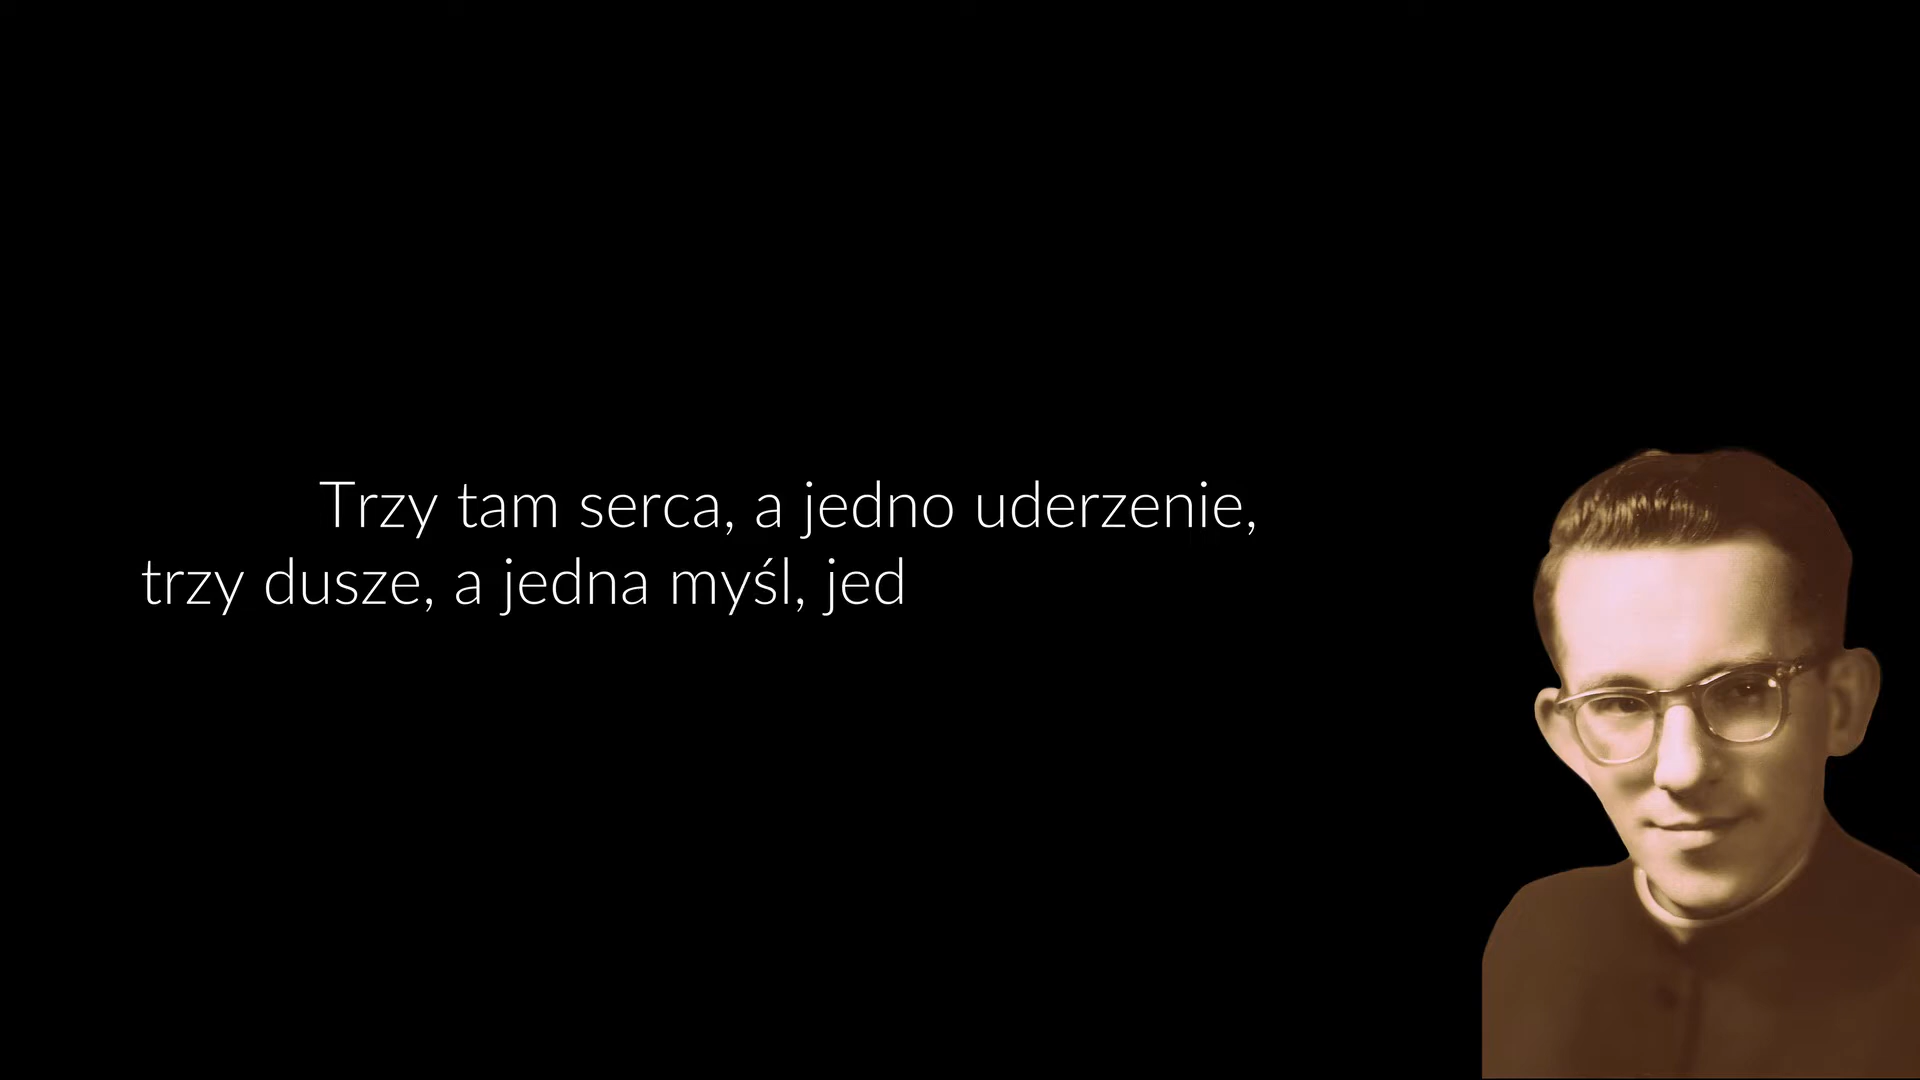 Trzy tam serca, a jedno uderzenie,
trzy dusze, a jedna myśl, jed